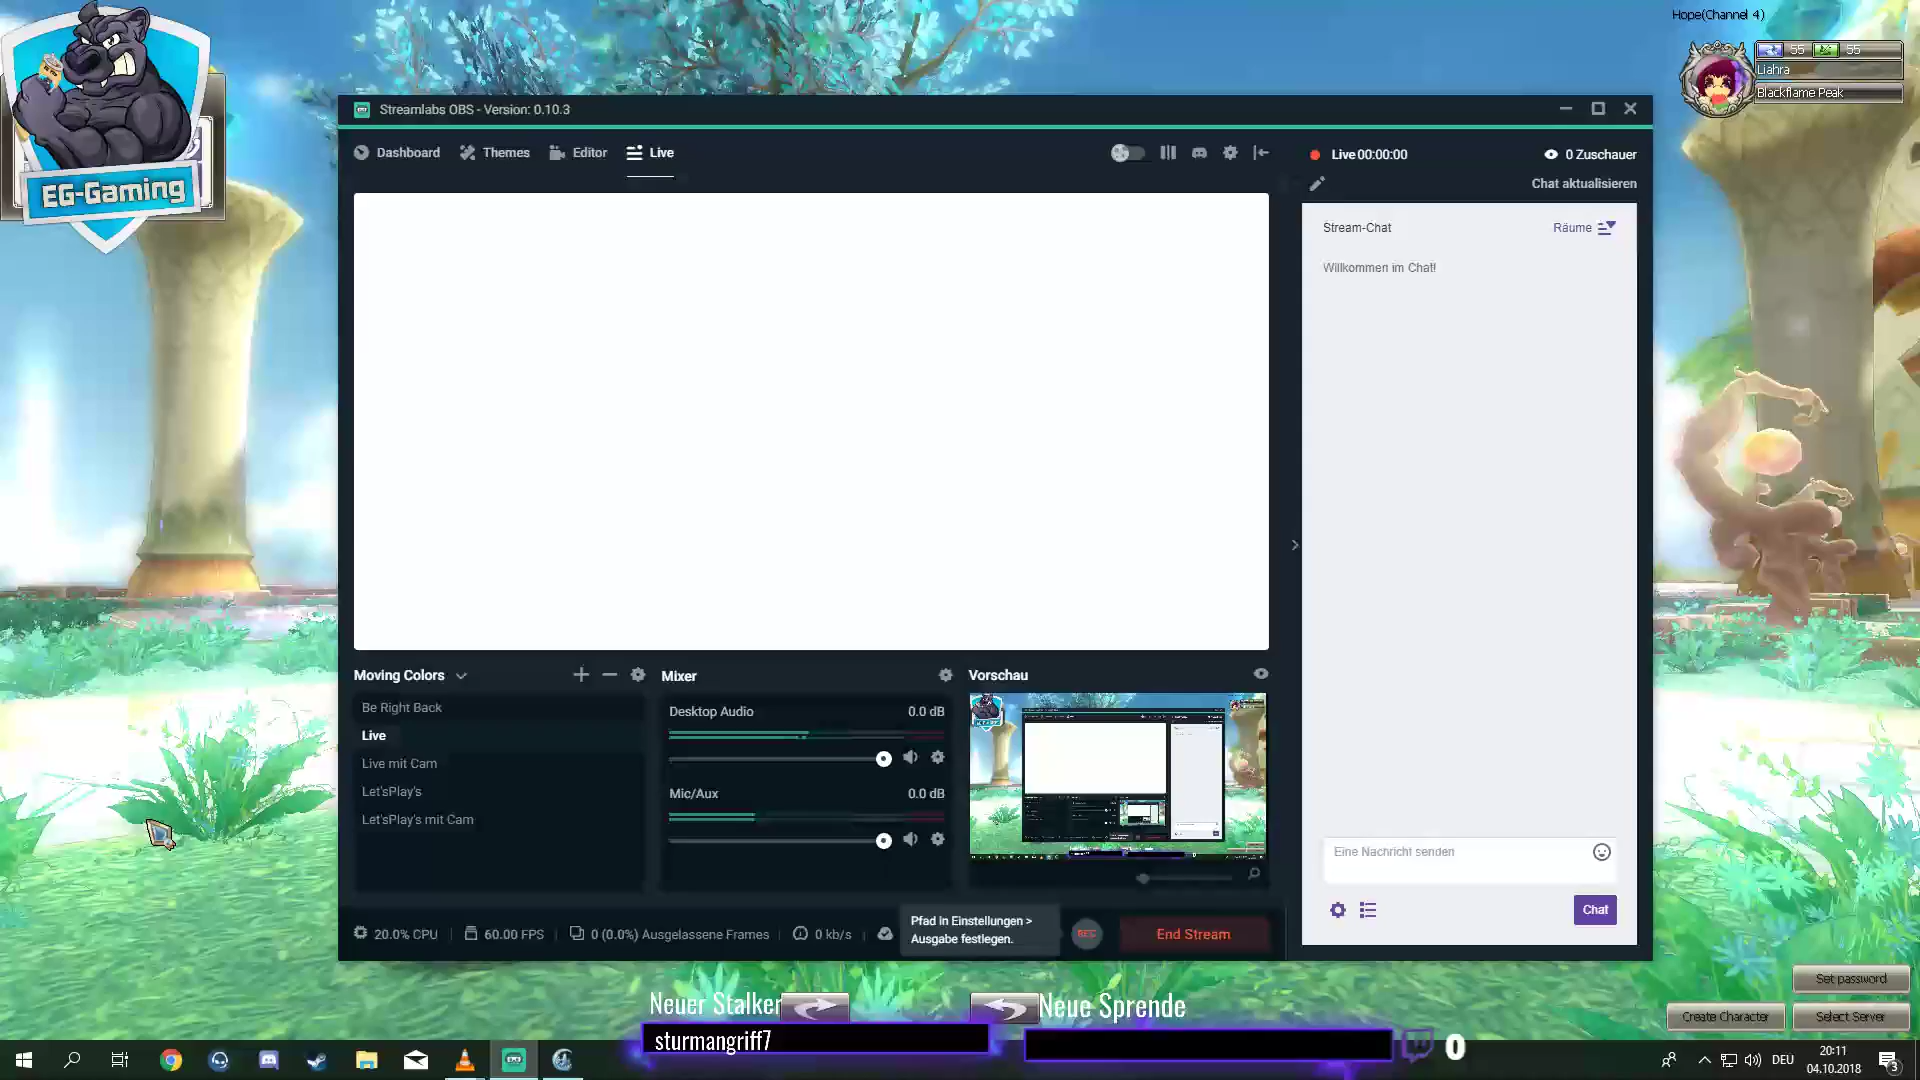 Hope(Channel 4)
55 55
Liahra
Blackflame Peak
EG-Gaming
Streamlabs OBS - Version: 0.10.3
Dashboard
Themes
Editor
Live
Live 00:00:00
0 Zuschauer
Chat aktualisieren
Stream-Chat
Räume
Willkommen im Chat!
Moving Colors
Be Right Back
Live
Live mit Cam
Let'sPlay's
Let'sPlay's mit Cam
Mixer
Desktop Audio
0.0 dB
Mic/Aux
0.0 dB
Vorschau
Eine Nachricht senden
Chat
20.0% CPU
60.00 FPS
0 (0.0%) Ausgelassene Frames
0 kb/s
Pfad in Einstellungen >
Ausgabe festlegen.
REC
End Stream
Set password
Create Character
Select Server
Neuer Stalker
sturmangriff7
Neue Sprende
0
DEU
20:11
04.10.2018
3